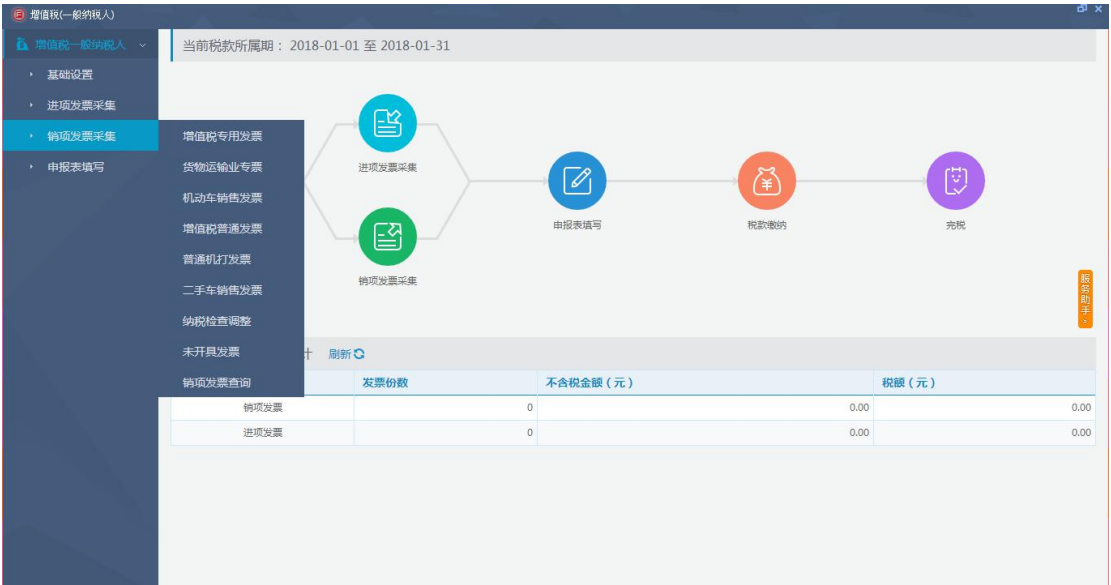 增值税(一般纳税人)
增值税一般纳税人
基础设置
进项发票采集
销项发票采集
申报表填写
增值税专用发票
货物运输业专票
机动车销售发票
增值税普通发票
普通机打发票
二手车销售发票
纳税检查调整
未开具发票
销项发票查询
当前税款所属期： 2018-01-01 至 2018-01-31
进项发票采集
销项发票采集
申报表填写
税款缴纳
完税
服务助手
刷新
发票份数 不含税金额（元） 税额（元）
销项发票 0 0.00 0.00
进项发票 0 0.00 0.00